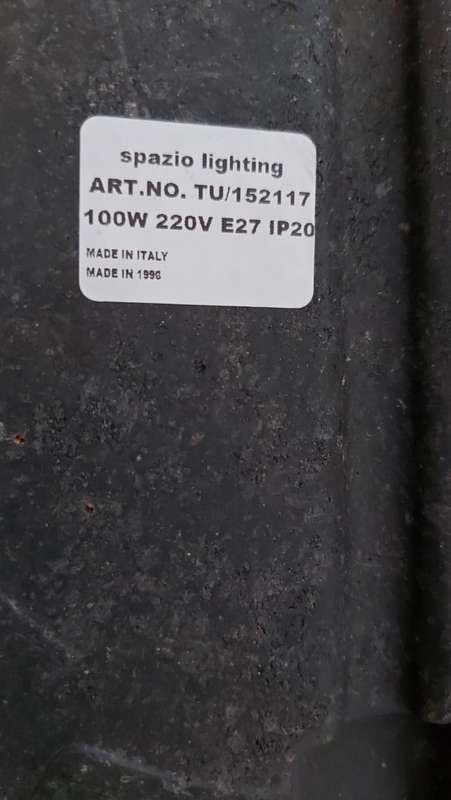 spazio lighting
ART.NO. TU/152117
100W 220V E27 IP20
MADE IN ITALY
MADE IN 1996